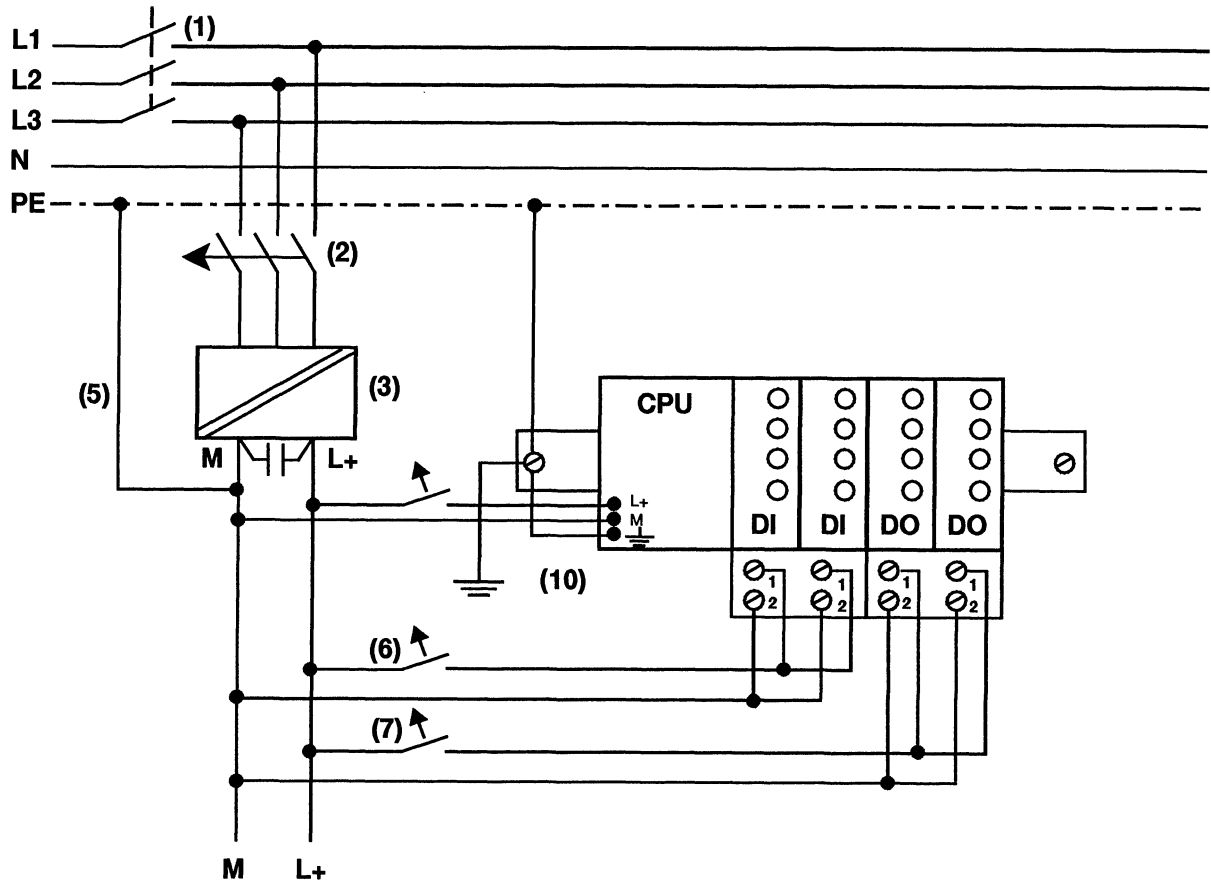 L1
(1)
L2
L3
N
PE
(2)
(5)
(3)
CPU
M
L+
L+
M
DI DI DO DO
(10)
1 1 1 1
2 2 2 2
(6)
(7)
M L+